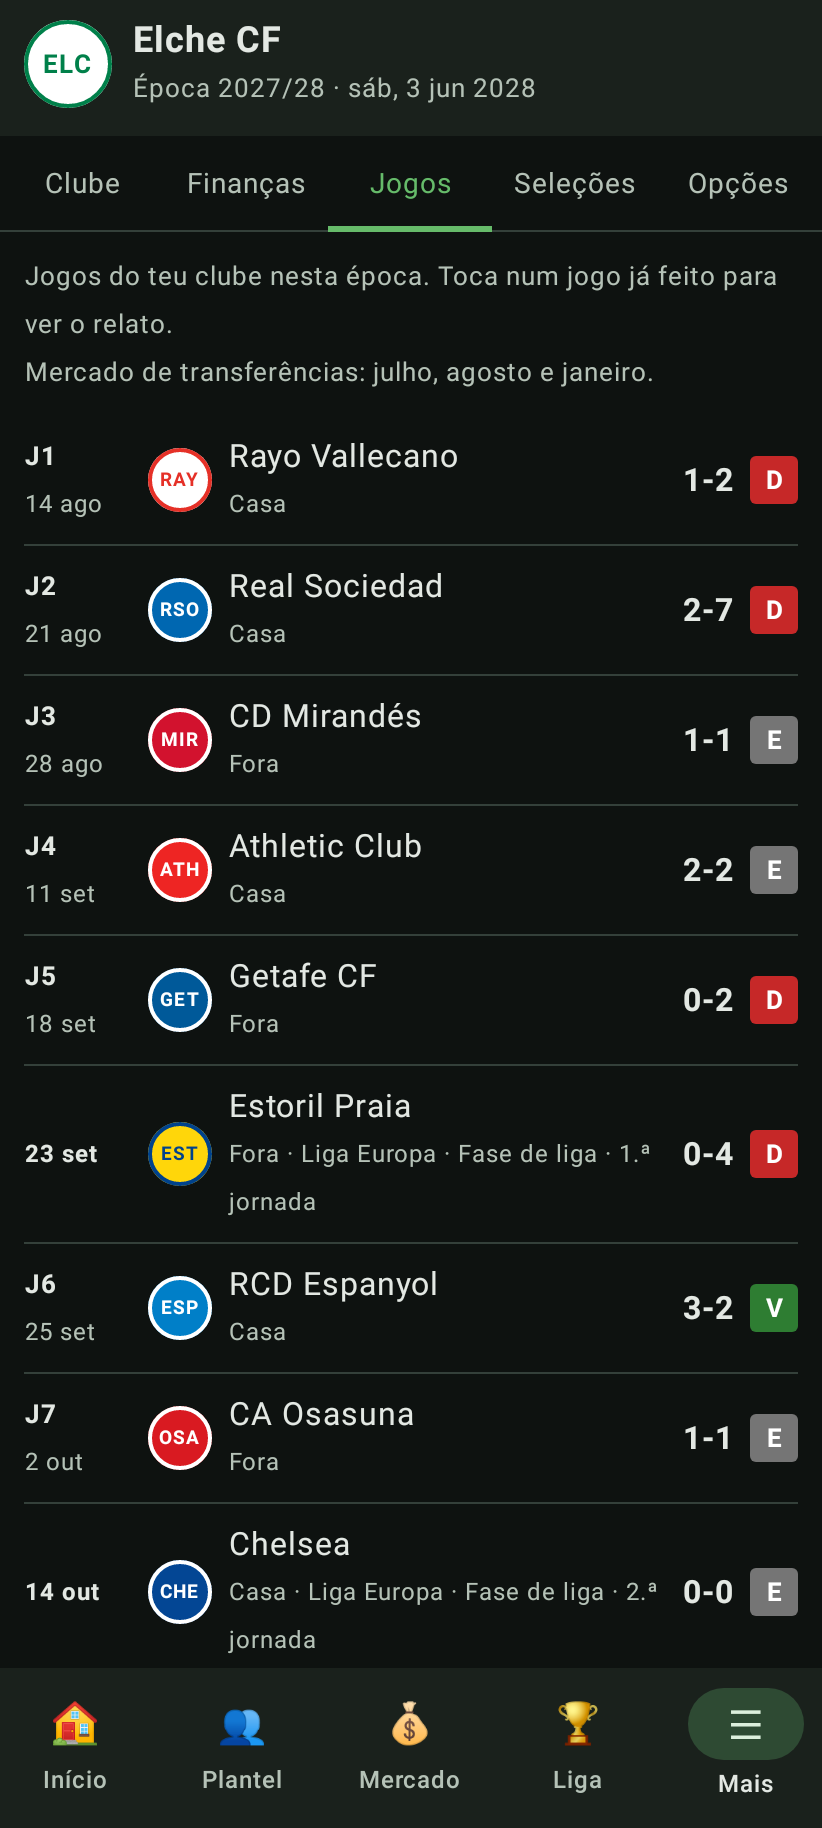 ELC
Elche CF
Época 2027/28 · sáb, 3 jun 2028
Clube Finanças Jogos Seleções Opções
Jogos do teu clube nesta época. Toca num jogo já feito para
ver o relato.
Mercado de transferências: julho, agosto e janeiro.
J1
14 ago
RAY
Rayo Vallecano
Casa
1-2 D
J2
21 ago
RSO
Real Sociedad
Casa
2-7 D
J3
28 ago
MIR
CD Mirandés
Fora
1-1 E
J4
11 set
ATH
Athletic Club
Casa
2-2 E
J5
18 set
GET
Getafe CF
Fora
0-2 D
23 set
EST
Estoril Praia
Fora · Liga Europa · Fase de liga · 1.ª
jornada
0-4 D
J6
25 set
ESP
RCD Espanyol
Casa
3-2 V
J7
2 out
OSA
CA Osasuna
Fora
1-1 E
14 out
CHE
Chelsea
Casa · Liga Europa · Fase de liga · 2.ª
jornada
0-0 E
Início Plantel Mercado Liga Mais